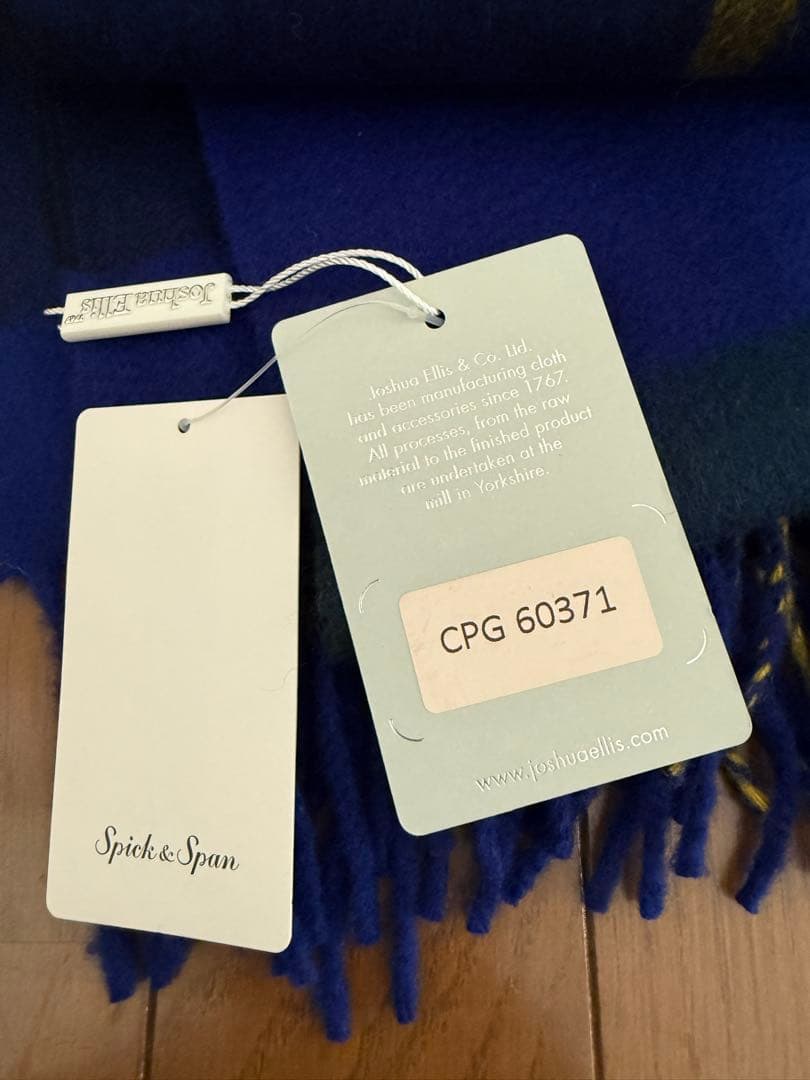 Joshua Ellis
Joshua Ellis & Co. Ltd.
has been manufacturing cloth
and accessories since 1767.
All processes, from the raw
material to the finished product
are undertaken at the
mill in Yorkshire.
CPG 60371
www.joshuaellis.com
Spick & Span